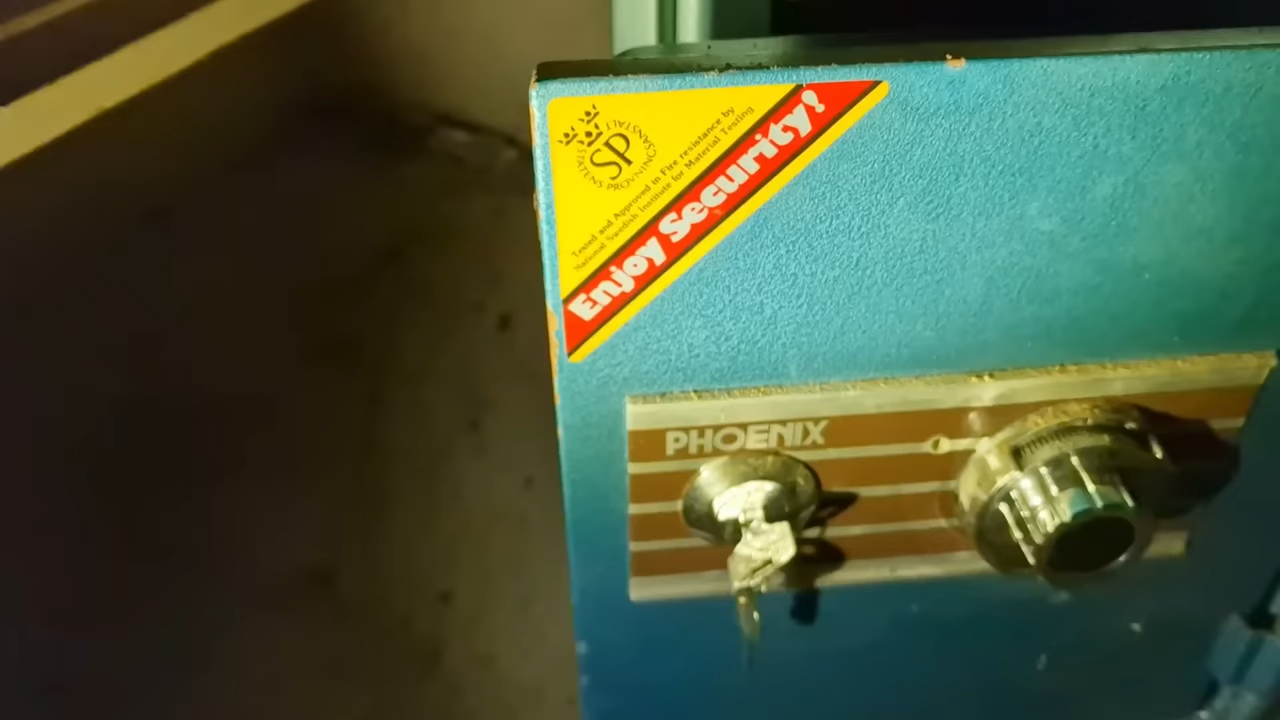 SP
STATENS PROVNINGSANSTALT
Tested and Approved in Fire resistance by
National Swedish Institute for Material Testing
Enjoy Security!
PHOENIX